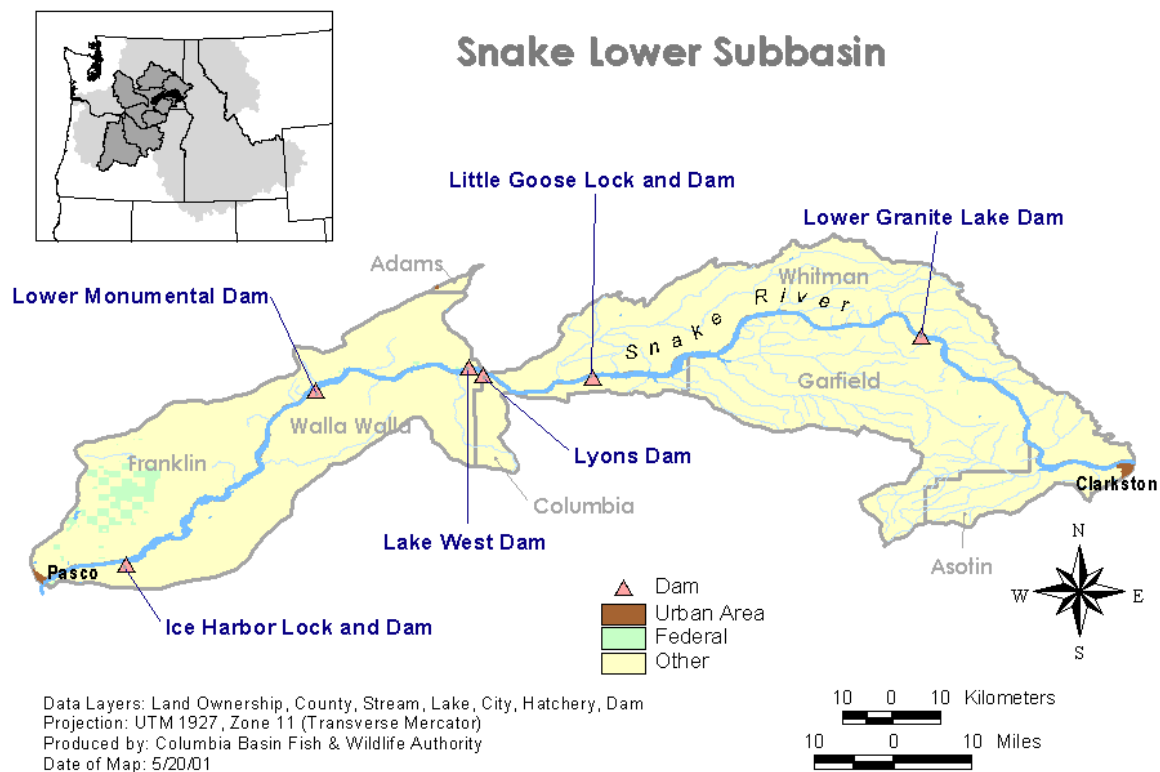 Snake Lower Subbasin
Little Goose Lock and Dam
Lower Granite Lake Dam
Adams
Whitman
Lower Monumental Dam
Snake River
Garfield
Walla Walla
Franklin
Lyons Dam
Columbia
Clarkston
Lake West Dam
Asotin
Pasco
Ice Harbor Lock and Dam
N
W E
S
Dam
Urban Area
Federal
Other
Data Layers: Land Ownership, County, Stream, Lake, City, Hatchery, Dam
Projection: UTM 1927, Zone 11 (Transverse Mercator)
Produced by: Columbia Basin Fish & Wildlife Authority
Date of Map: 5/20/01
10 0 10 Kilometers
10 0 10 Miles